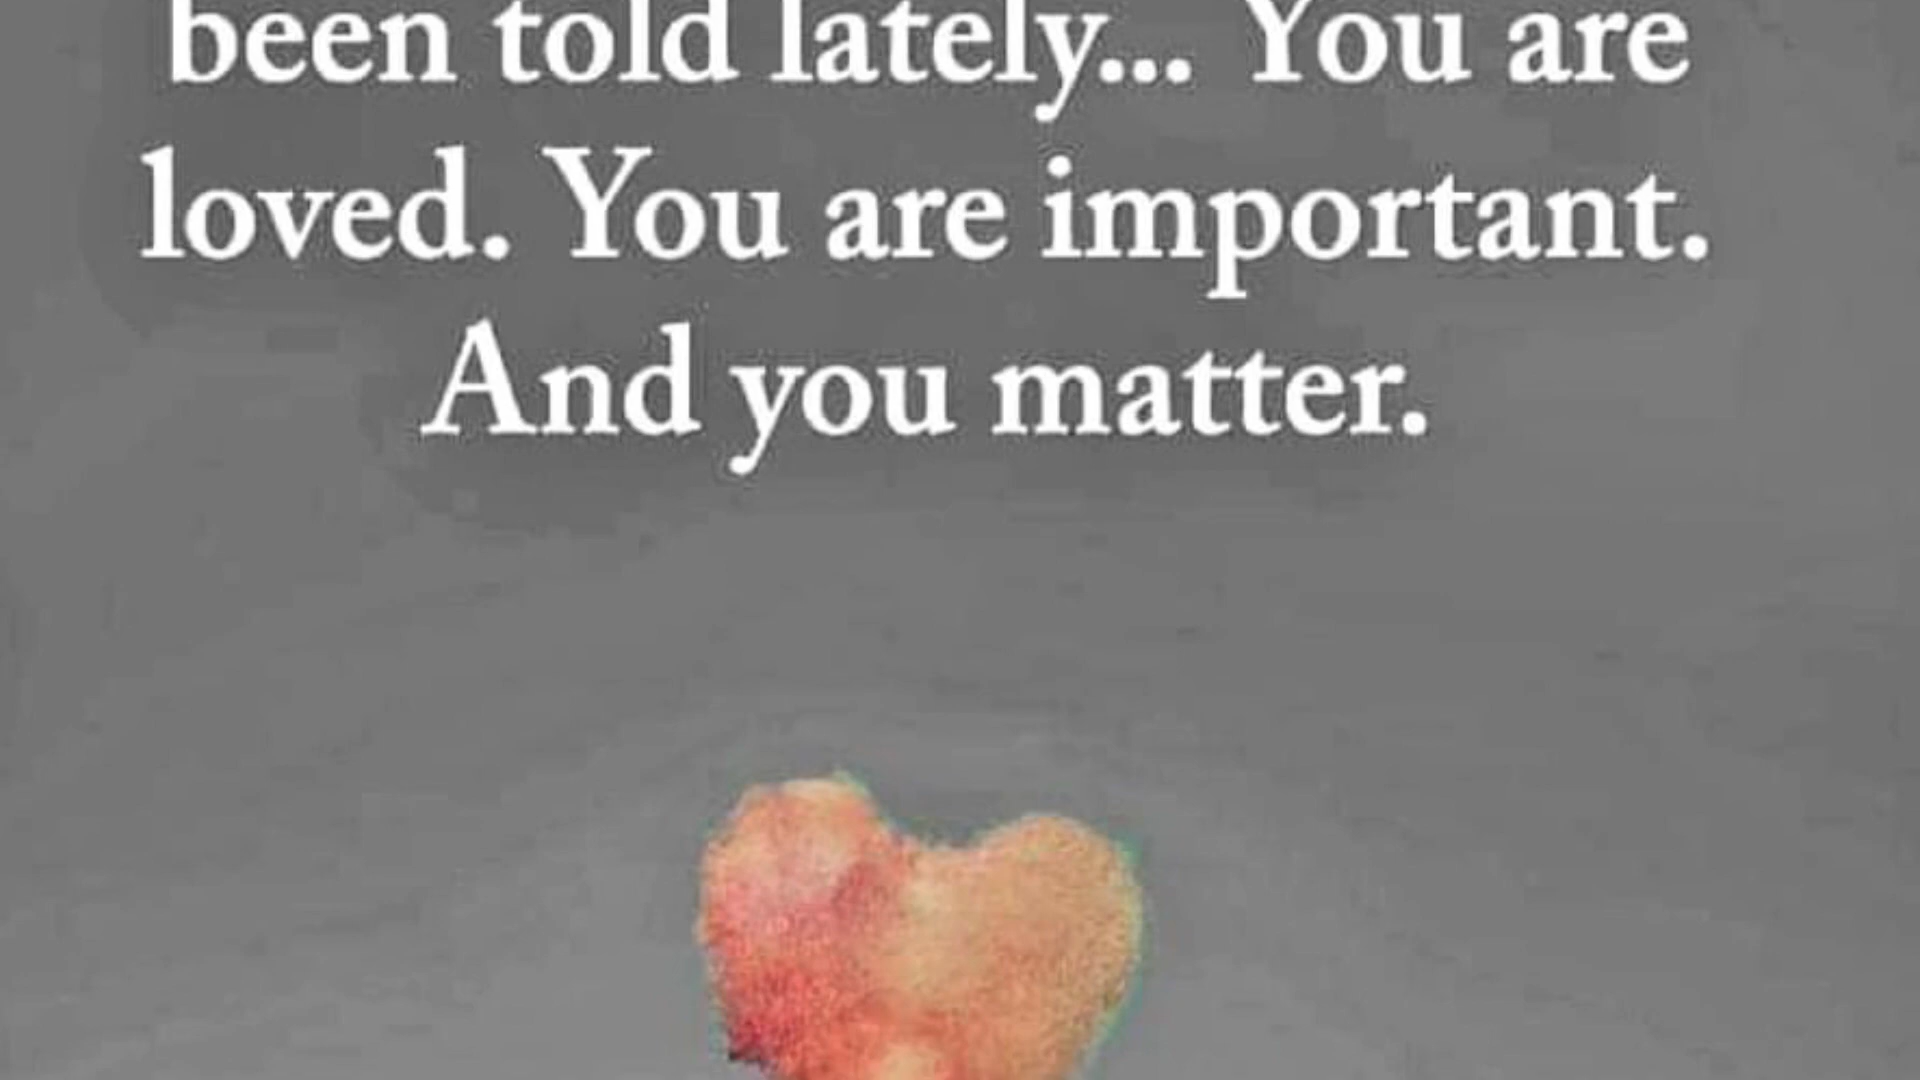 been told lately... You are
loved. You are important.
And you matter.